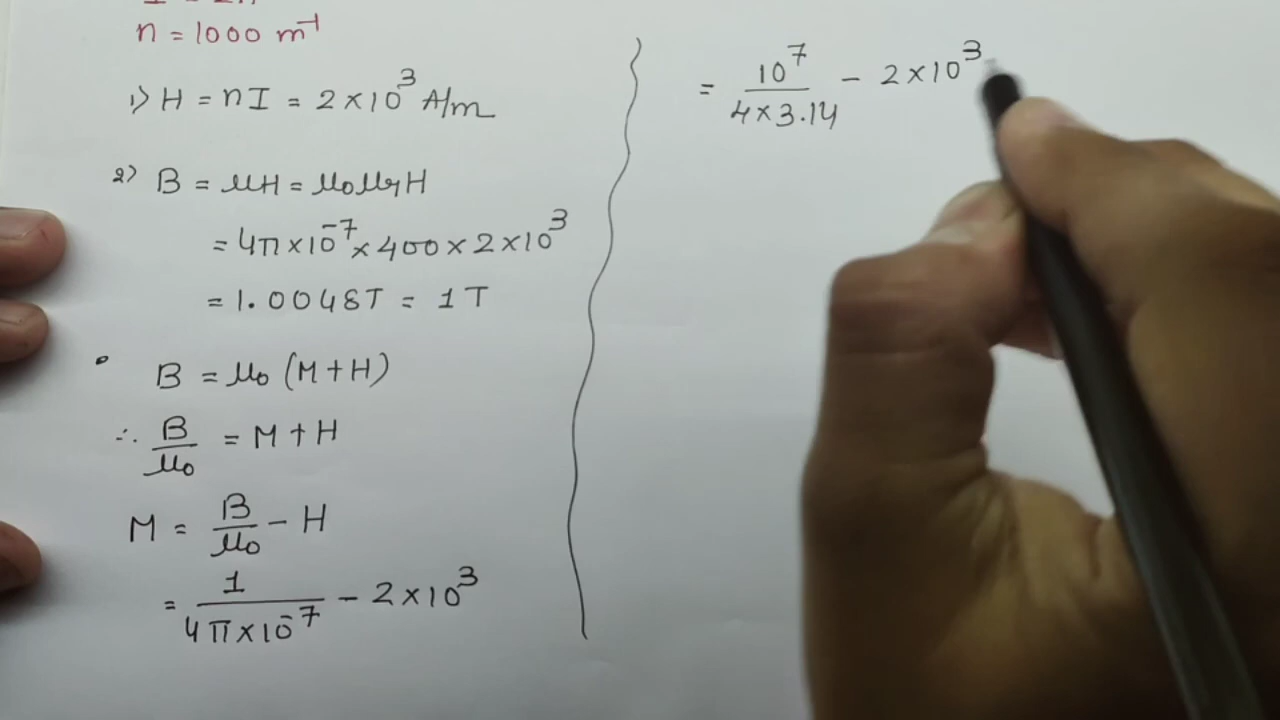 n = 1000 m⁻¹
1) H = nI = 2 × 10³ A/m
2) B = μH = μ₀μᵣH
= 4π × 10⁻⁷ × 400 × 2 × 10³
= 1.0048T = 1T
• B = μ₀ (M + H)
∴ B/μ₀ = M + H
M = B/μ₀ − H
= 1/(4π × 10⁻⁷) − 2 × 10³
= 10⁷/(4 × 3.14) − 2 × 10³